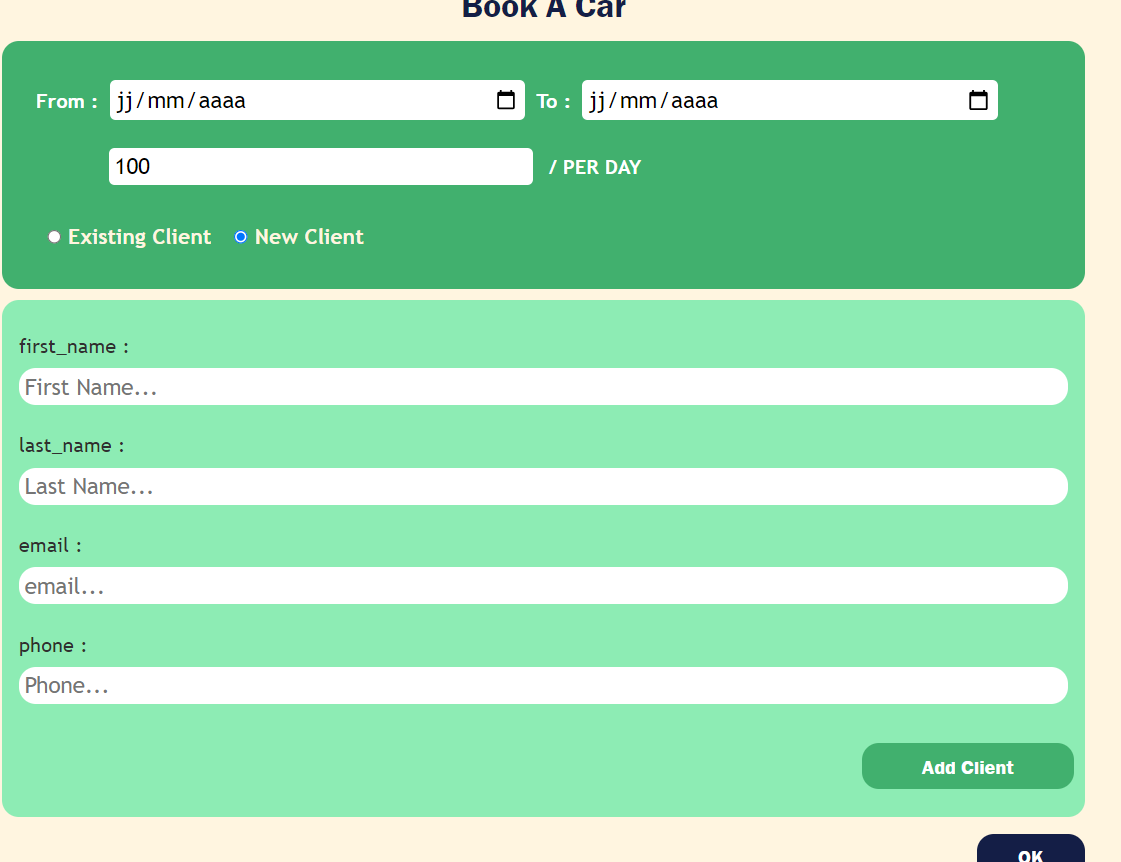 Book A Car
From : jj/mm/aaaa To : jj/mm/aaaa
100 / PER DAY
Existing Client New Client
first_name :
First Name...
last_name :
Last Name...
email :
email...
phone :
Phone...
Add Client
OK